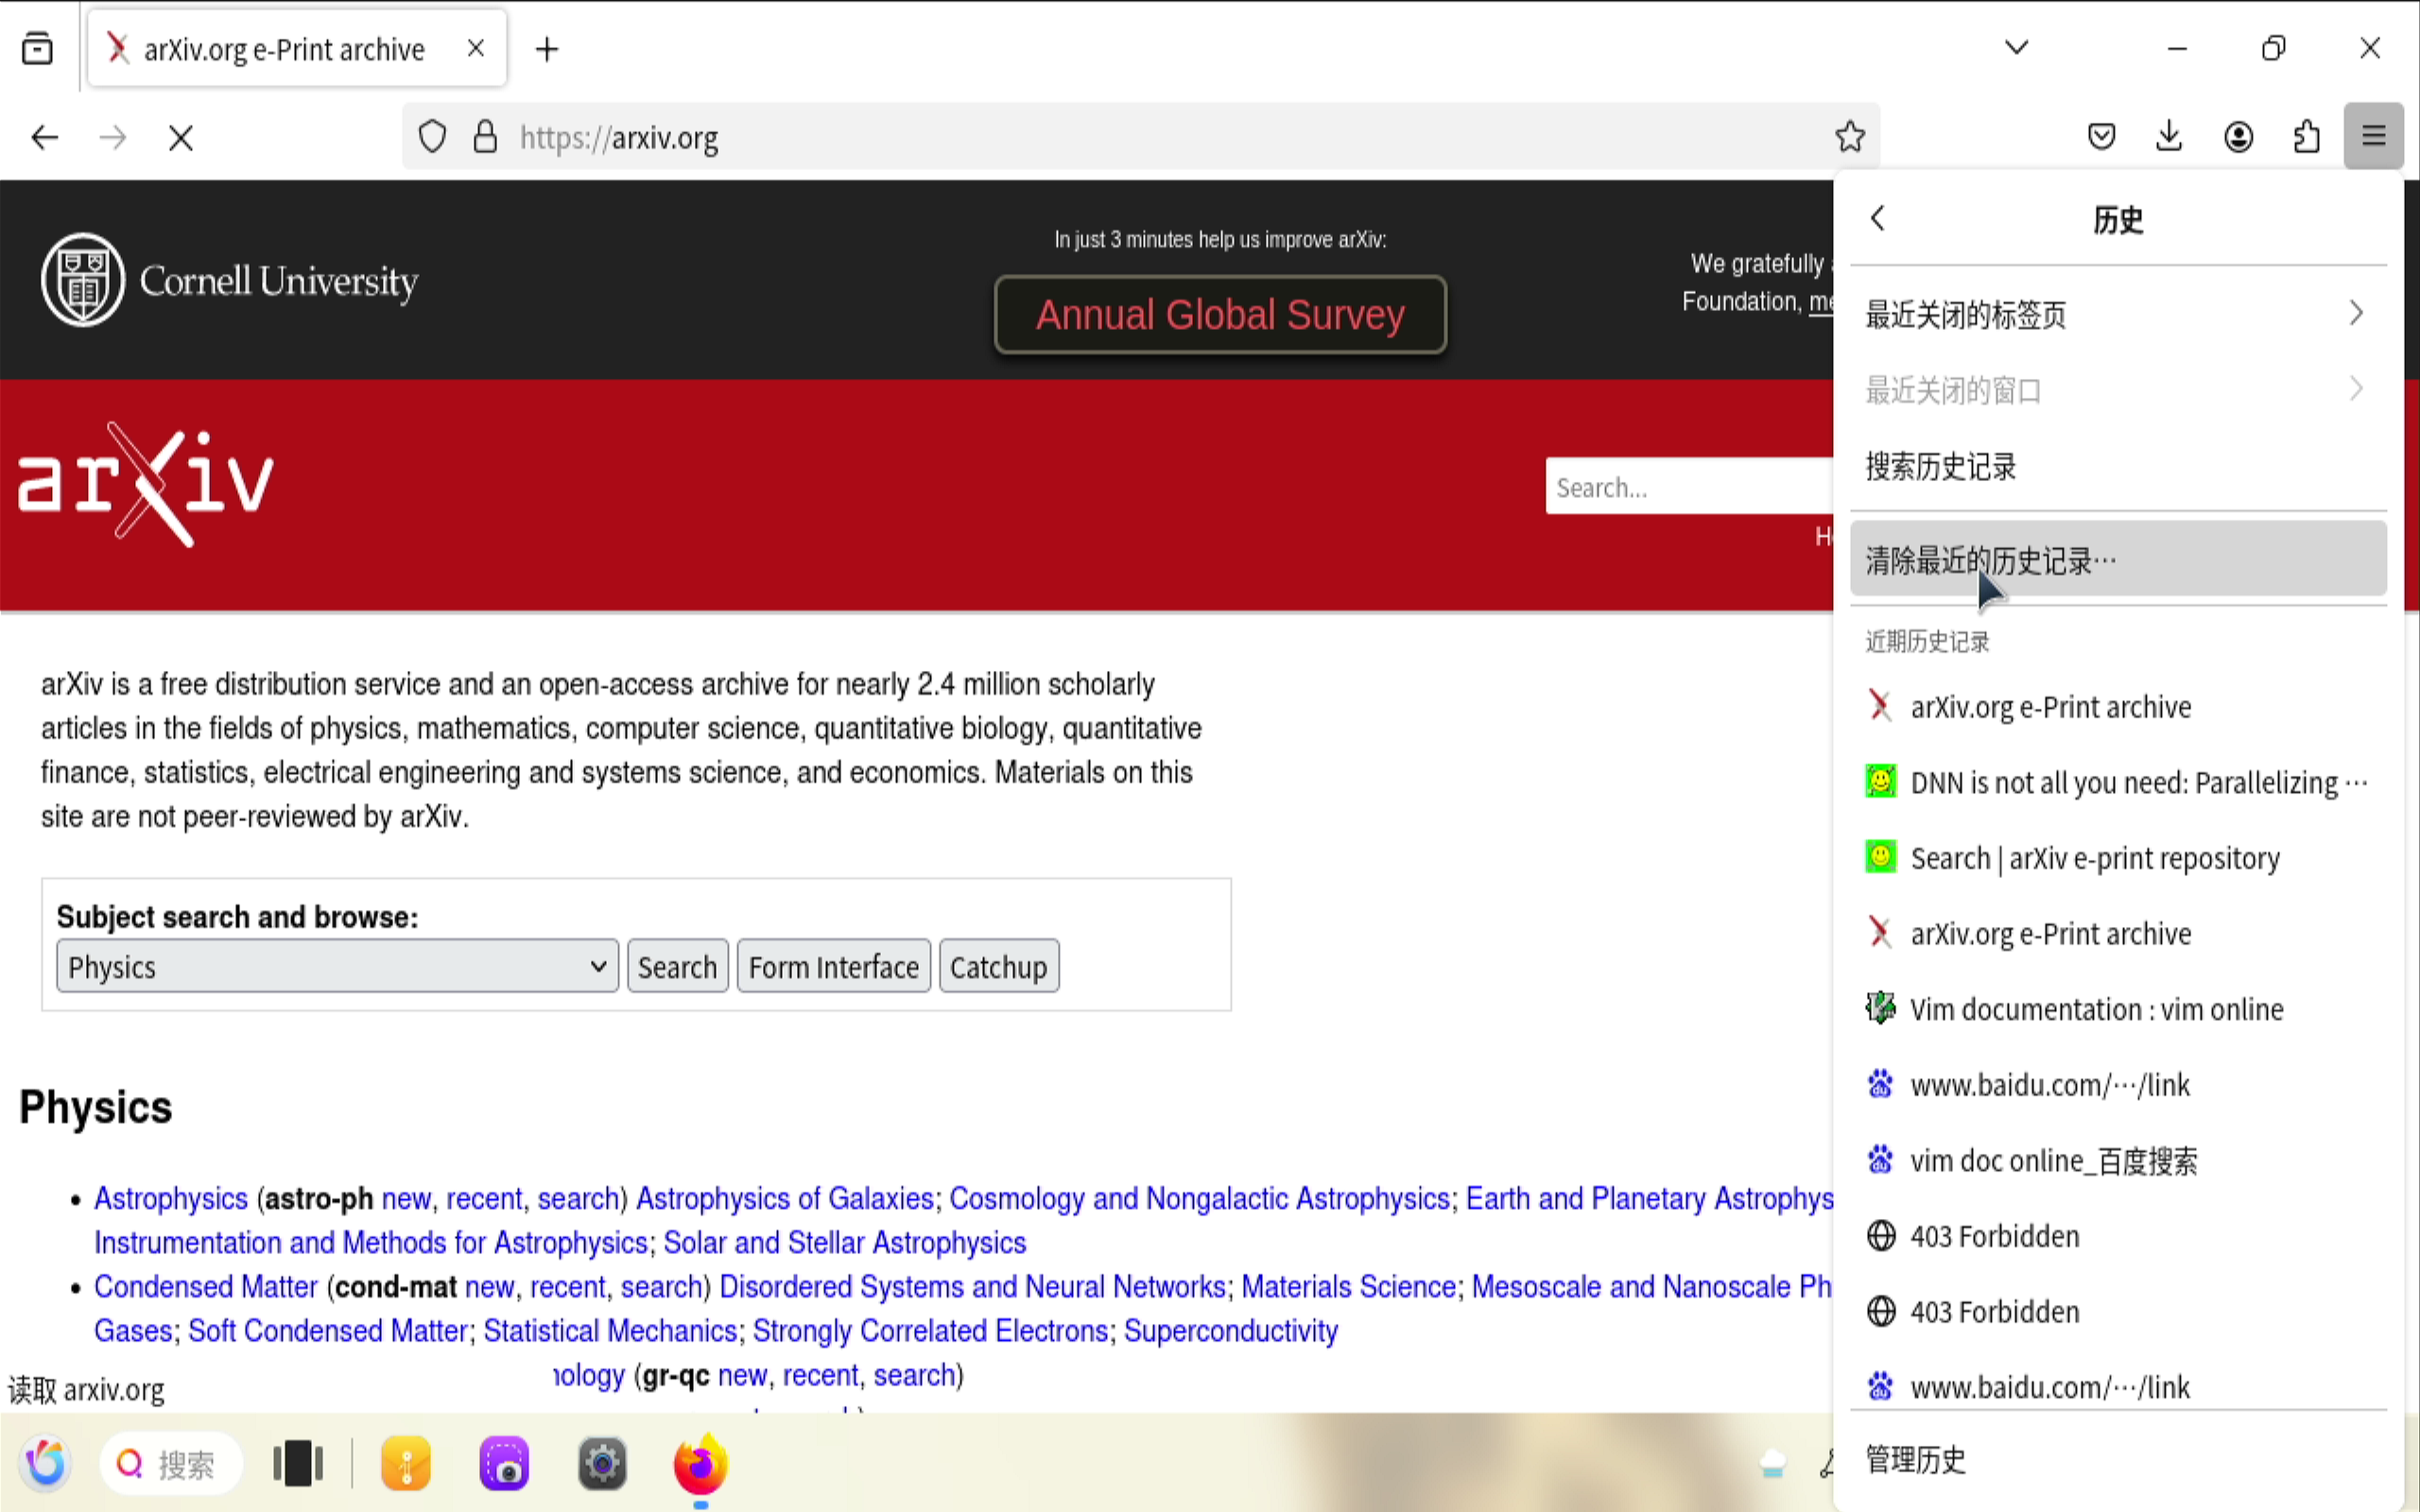 arXiv.org e-Print archive
https://arxiv.org
Cornell University
In just 3 minutes help us improve arXiv:
Annual Global Survey
We gratefully
Foundation,
arXiv
Search...
arXiv is a free distribution service and an open-access archive for nearly 2.4 million scholarly
articles in the fields of physics, mathematics, computer science, quantitative biology, quantitative
finance, statistics, electrical engineering and systems science, and economics. Materials on this
site are not peer-reviewed by arXiv.
Subject search and browse:
Physics Search Form Interface Catchup
Physics
Astrophysics (astro-ph new, recent, search) Astrophysics of Galaxies; Cosmology and Nongalactic Astrophysics; Earth and Planetary Astrophys
Instrumentation and Methods for Astrophysics; Solar and Stellar Astrophysics
Condensed Matter (cond-mat new, recent, search) Disordered Systems and Neural Networks; Materials Science; Mesoscale and Nanoscale Ph
Gases; Soft Condensed Matter; Statistical Mechanics; Strongly Correlated Electrons; Superconductivity
nology (gr-qc new, recent, search)
读取 arxiv.org
历史
最近关闭的标签页
最近关闭的窗口
搜索历史记录
清除最近的历史记录…
近期历史记录
arXiv.org e-Print archive
DNN is not all you need: Parallelizing …
Search | arXiv e-print repository
arXiv.org e-Print archive
Vim documentation : vim online
www.baidu.com/…/link
vim doc online_百度搜索
403 Forbidden
403 Forbidden
www.baidu.com/…/link
管理历史
搜索